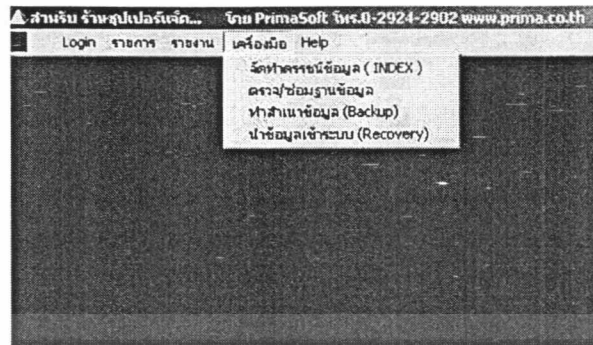 สำหรับ ร้านซุปเปอร์เจ็ต... โดย PrimaSoft โทร.0-2924-2902 www.prima.co.th
Login รายการ รายงาน เครื่องมือ Help
จัดทำดรรชนีข้อมูล ( INDEX )
ตรวจ/ซ่อมฐานข้อมูล
ทำสำเนาข้อมูล (Backup)
นำข้อมูลเข้าระบบ (Recovery)